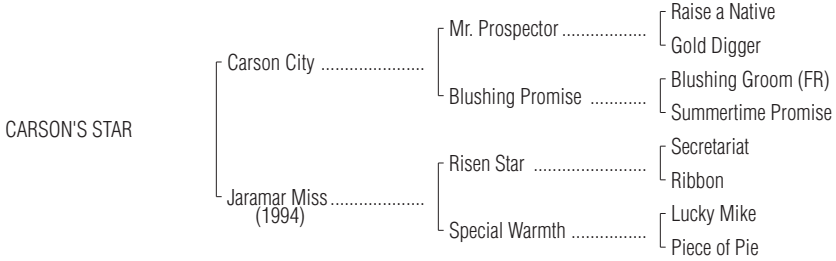 Raise a Native
Mr. Prospector ..................
Gold Digger
Carson City ......................
Blushing Groom (FR)
Blushing Promise ............
Summertime Promise
CARSON'S STAR
Secretariat
Risen Star ........................
Ribbon
Jaramar Miss....................
(1994)
Lucky Mike
Special Warmth ................
Piece of Pie